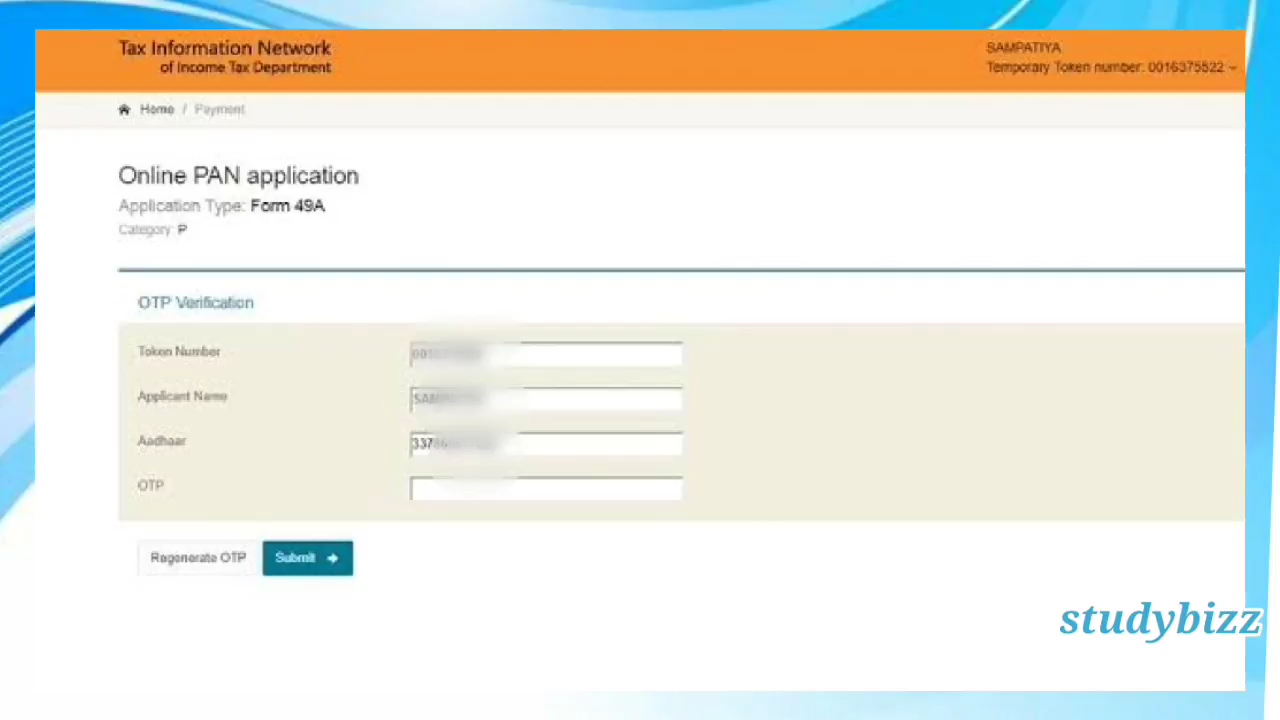 Tax Information Network
of Income Tax Department
SAMPATIYA
Temporary Token number: 0016375522
Home / Payment
Online PAN application
Application Type: Form 49A
Category P
OTP Verification
Token Number
Applicant Name
Aadhaar
OTP
Regenerate OTP
Submit
studybizz